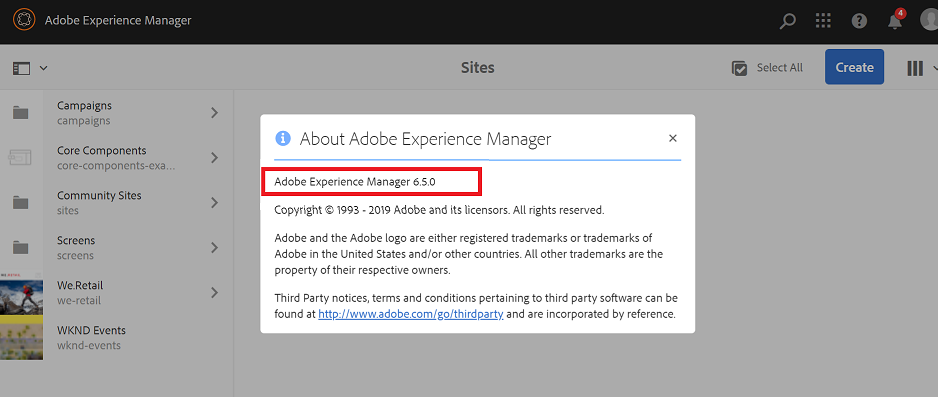 Adobe Experience Manager
4
Sites
Select All
Create
Campaigns
campaigns
Core Components
core-components-exa...
Community Sites
sites
Screens
screens
We.Retail
we-retail
WKND Events
wknd-events
About Adobe Experience Manager
Adobe Experience Manager 6.5.0
Copyright © 1993 - 2019 Adobe and its licensors. All rights reserved.
Adobe and the Adobe logo are either registered trademarks or trademarks of
Adobe in the United States and/or other countries. All other trademarks are the
property of their respective owners.
Third Party notices, terms and conditions pertaining to third party software can be
found at http://www.adobe.com/go/thirdparty and are incorporated by reference.